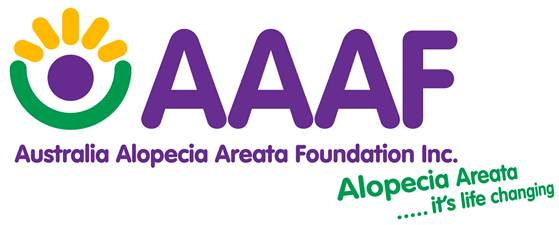 AAAF
Australia Alopecia Areata Foundation Inc.
Alopecia Areata
..... it's life changing